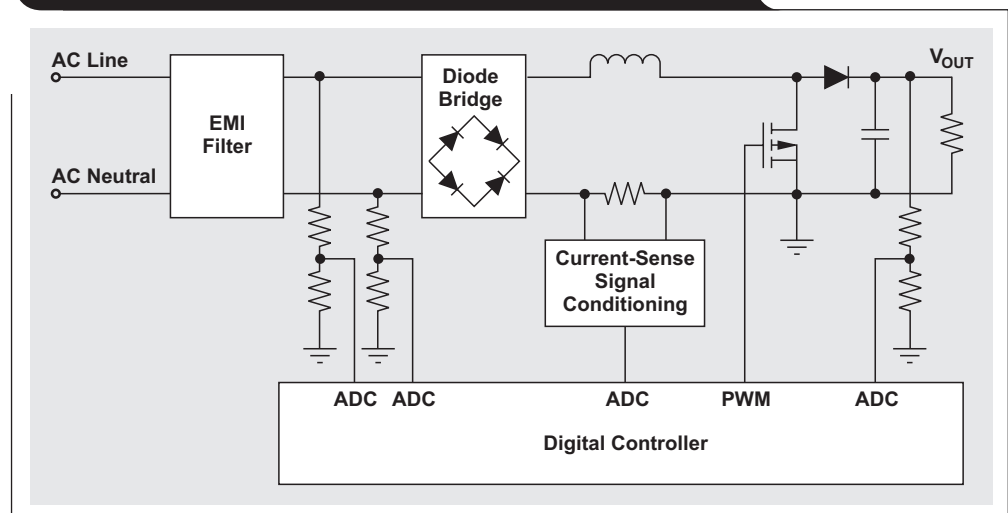 AC Line
AC Neutral
EMI
Filter
Diode
Bridge
VOUT
Current-Sense
Signal
Conditioning
ADC ADC ADC PWM ADC
Digital Controller